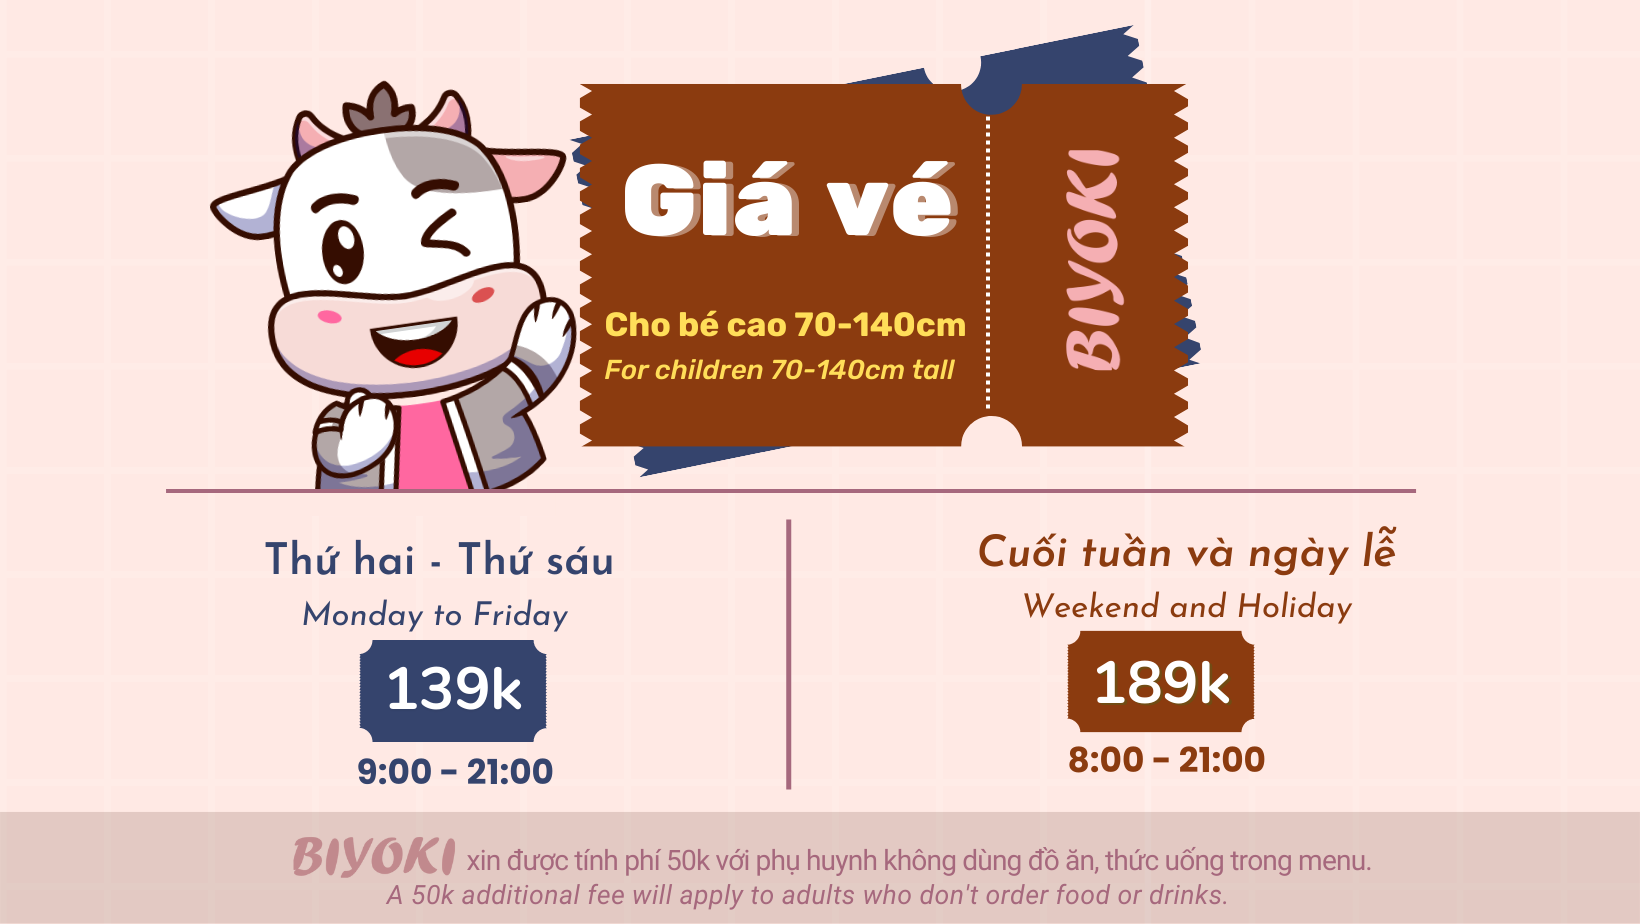 Giá vé
Cho bé cao 70-140cm
For children 70-140cm tall
BIYOKI
Thứ hai - Thứ sáu
Monday to Friday
139k
9:00 - 21:00
Cuối tuần và ngày lễ
Weekend and Holiday
189k
8:00 - 21:00
BIYOKI xin được tính phí 50k với phụ huynh không dùng đồ ăn, thức uống trong menu.
A 50k additional fee will apply to adults who don't order food or drinks.